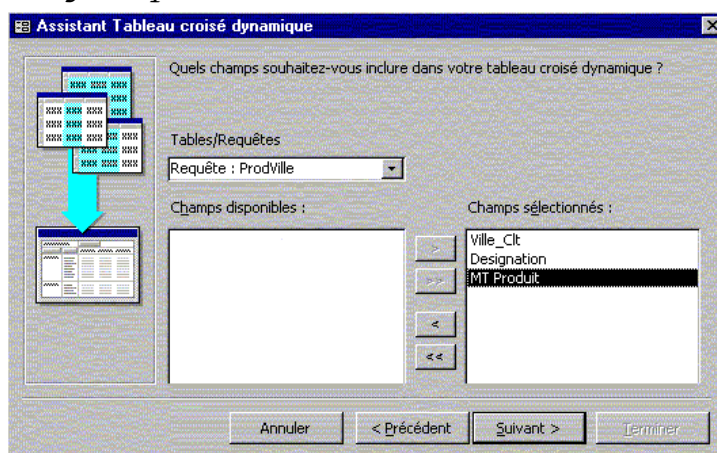 Assistant Tableau croisé dynamique
Quels champs souhaitez-vous inclure dans votre tableau croisé dynamique ?
Tables/Requêtes
Requête : ProdVille
Champs disponibles :
Champs sélectionnés :
Ville_Clt
Designation
MT Produit
>
>>
<
<<
Annuler
< Précédent
Suivant >
Terminer